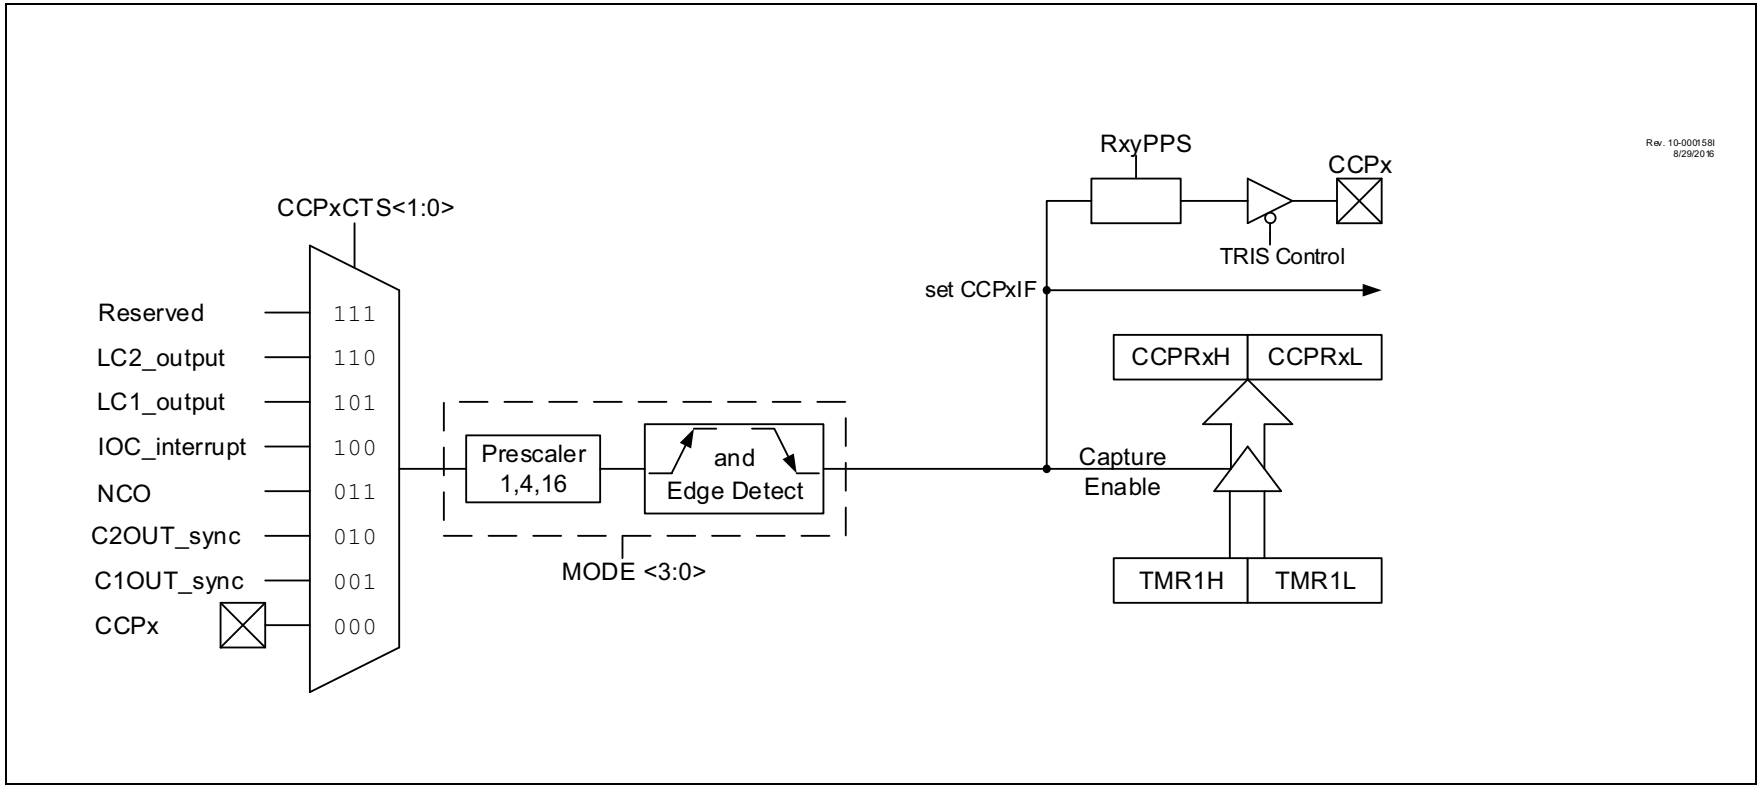 RxyPPS
CCPx
Rev. 10-000158I
8/29/2016
CCPxCTS<1:0>
TRIS Control
set CCPxIF
Reserved 111
LC2_output 110
LC1_output 101
IOC_interrupt 100
NCO 011
C2OUT_sync 010
C1OUT_sync 001
CCPx 000
Prescaler
1,4,16
and
Edge Detect
MODE <3:0>
CCPRxH CCPRxL
Capture
Enable
TMR1H TMR1L